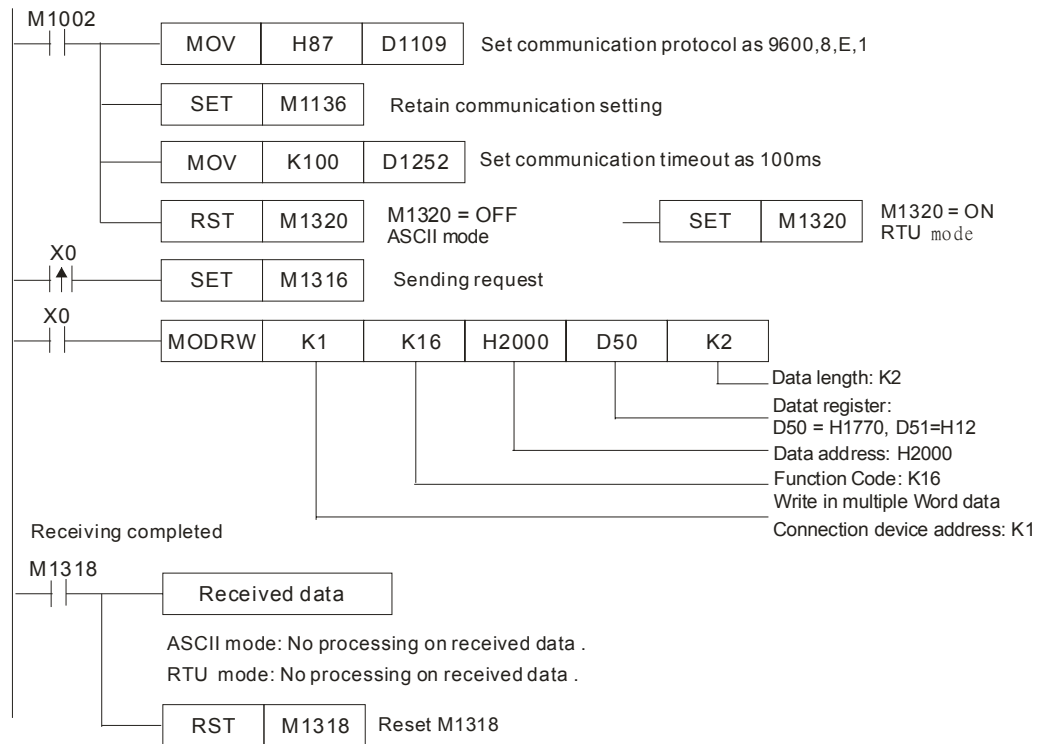 M1002
MOV H87 D1109 Set communication protocol as 9600,8,E,1
SET M1136 Retain communication setting
MOV K100 D1252 Set communication timeout as 100ms
RST M1320 M1320 = OFF
ASCII mode
SET M1320 M1320 = ON
RTU mode
X0
SET M1316 Sending request
X0
MODRW K1 K16 H2000 D50 K2
Data length: K2
Datat register:
D50 = H1770, D51=H12
Data address: H2000
Function Code: K16
Write in multiple Word data
Connection device address: K1
Receiving completed
M1318
Received data
ASCII mode: No processing on received data .
RTU mode: No processing on received data .
RST M1318 Reset M1318